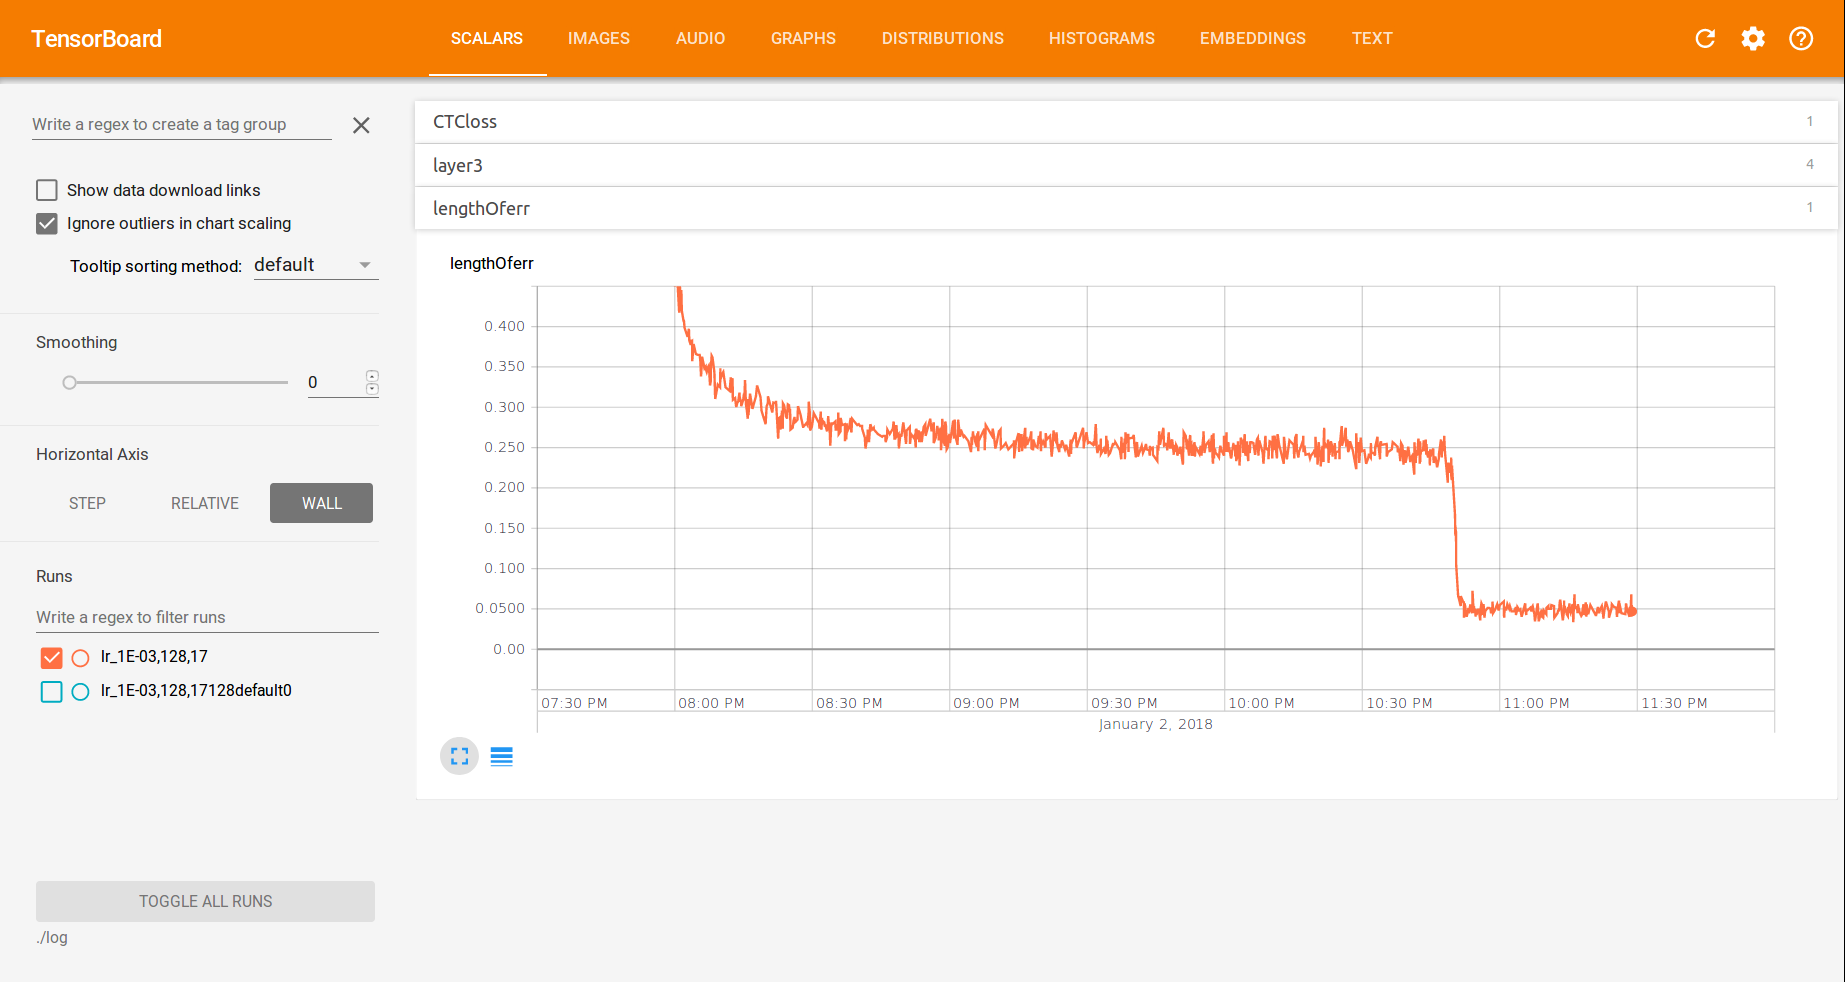 TensorBoard SCALARS IMAGES AUDIO GRAPHS DISTRIBUTIONS HISTOGRAMS EMBEDDINGS TEXT
Write a regex to create a tag group
Show data download links
Ignore outliers in chart scaling
Tooltip sorting method: default
Smoothing
0
Horizontal Axis
STEP RELATIVE WALL
Runs
Write a regex to filter runs
lr_1E-03,128,17
lr_1E-03,128,17128default0
TOGGLE ALL RUNS
./log
CTCloss 1
layer3 4
lengthOferr 1
lengthOferr
0.400
0.350
0.300
0.250
0.200
0.150
0.100
0.0500
0.00
07:30 PM 08:00 PM 08:30 PM 09:00 PM 09:30 PM 10:00 PM 10:30 PM 11:00 PM 11:30 PM
January 2, 2018